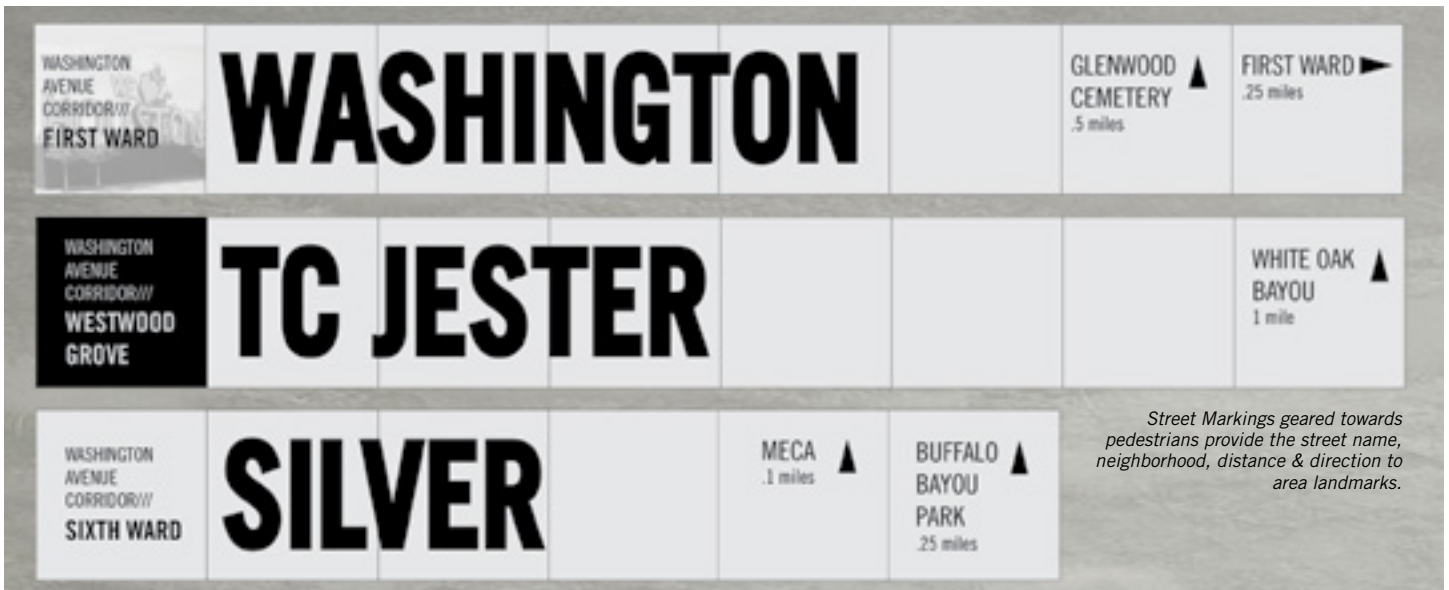 WASHINGTON
AVENUE
CORRIDOR///
FIRST WARD
WASHINGTON
GLENWOOD
CEMETERY
.5 miles
FIRST WARD
.25 miles
WASHINGTON
AVENUE
CORRIDOR///
WESTWOOD
GROVE
TC JESTER
WHITE OAK
BAYOU
1 mile
WASHINGTON
AVENUE
CORRIDOR///
SIXTH WARD
SILVER
MECA
.1 miles
BUFFALO
BAYOU
PARK
.25 miles
Street Markings geared towards
pedestrians provide the street name,
neighborhood, distance & direction to
area landmarks.